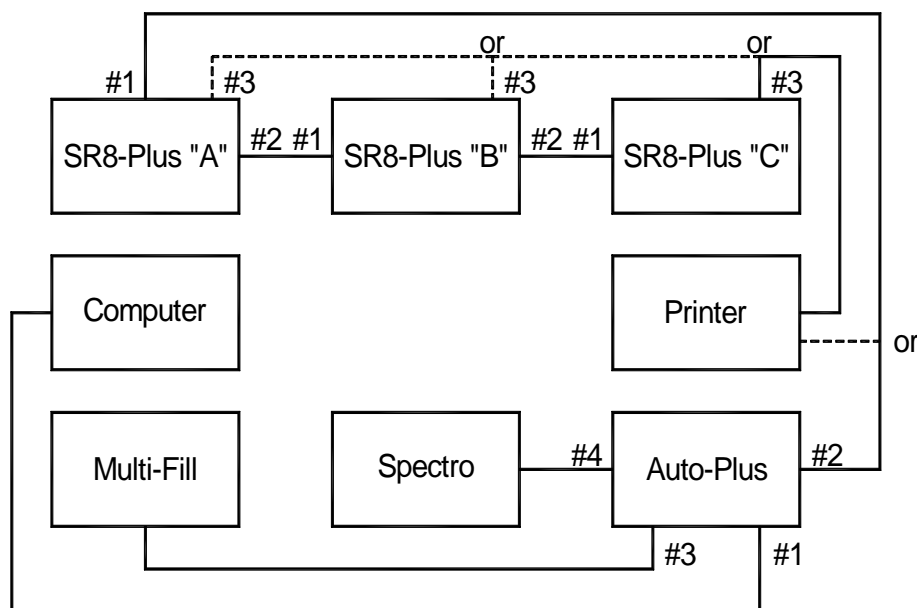 or or
#1 #3 #3 #3
SR8-Plus "A" #2 #1 SR8-Plus "B" #2 #1 SR8-Plus "C"
Computer Printer
or
Multi-Fill Spectro #4 Auto-Plus #2
#3 #1